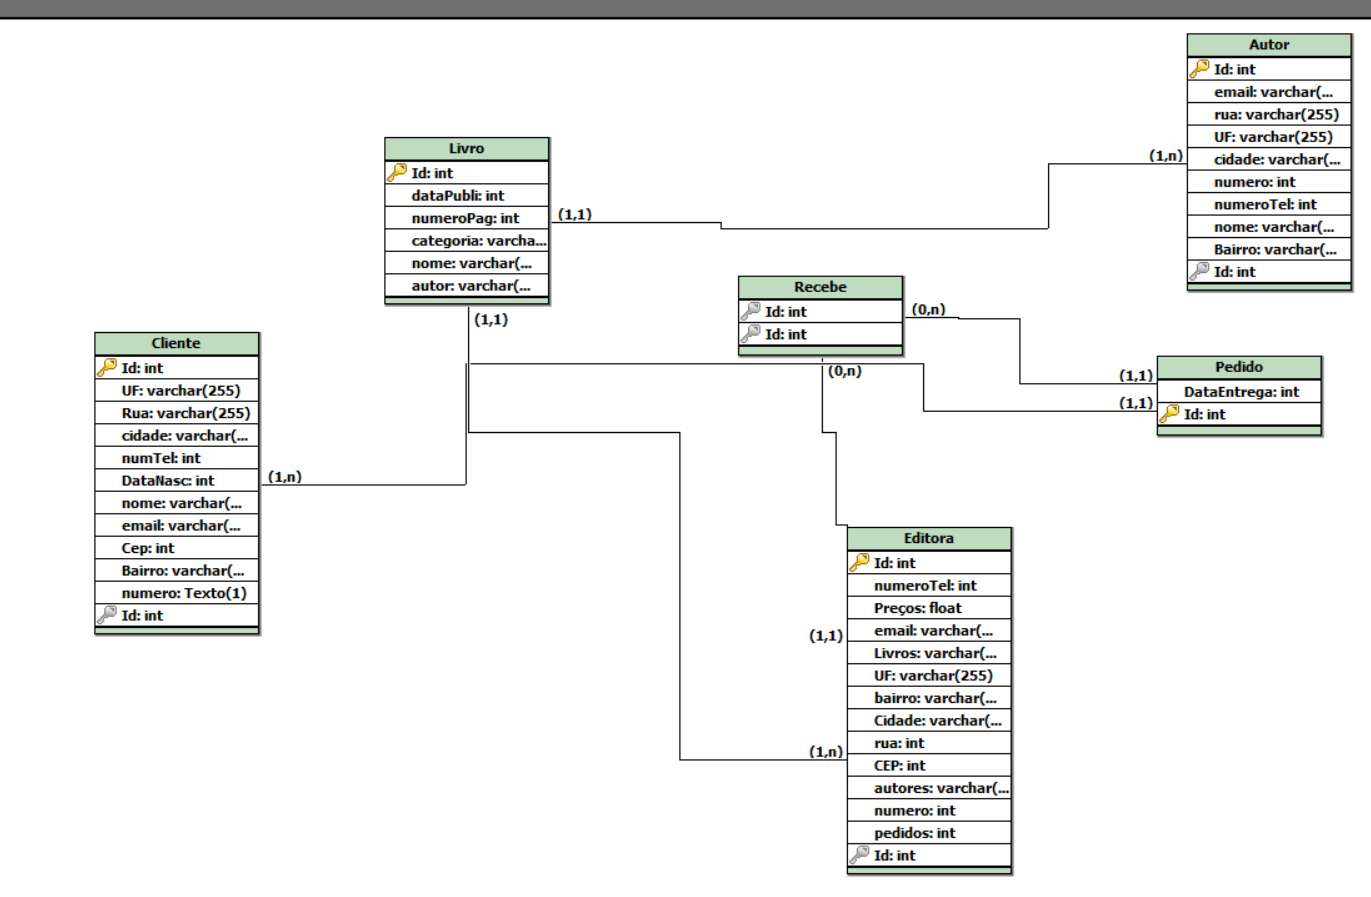 Autor
Id: int
email: varchar(...
rua: varchar(255)
UF: varchar(255)
cidade: varchar(...
numero: int
numeroTel: int
nome: varchar(...
Bairro: varchar(...
Id: int
(1,n)
Livro
Id: int
dataPubli: int
numeroPag: int
categoria: varcha...
nome: varchar(...
autor: varchar(...
(1,1)
(1,1)
Recebe
Id: int
Id: int
(0,n)
(0,n)
Cliente
Id: int
UF: varchar(255)
Rua: varchar(255)
cidade: varchar(...
numTel: int
DataNasc: int
nome: varchar(...
email: varchar(...
Cep: int
Bairro: varchar(...
numero: Texto(1)
Id: int
(1,n)
Pedido
DataEntrega: int
Id: int
(1,1)
(1,1)
Editora
Id: int
numeroTel: int
Preços: float
email: varchar(...
Livros: varchar(...
UF: varchar(255)
bairro: varchar(...
Cidade: varchar(...
rua: int
CEP: int
autores: varchar(...
numero: int
pedidos: int
Id: int
(1,1)
(1,n)